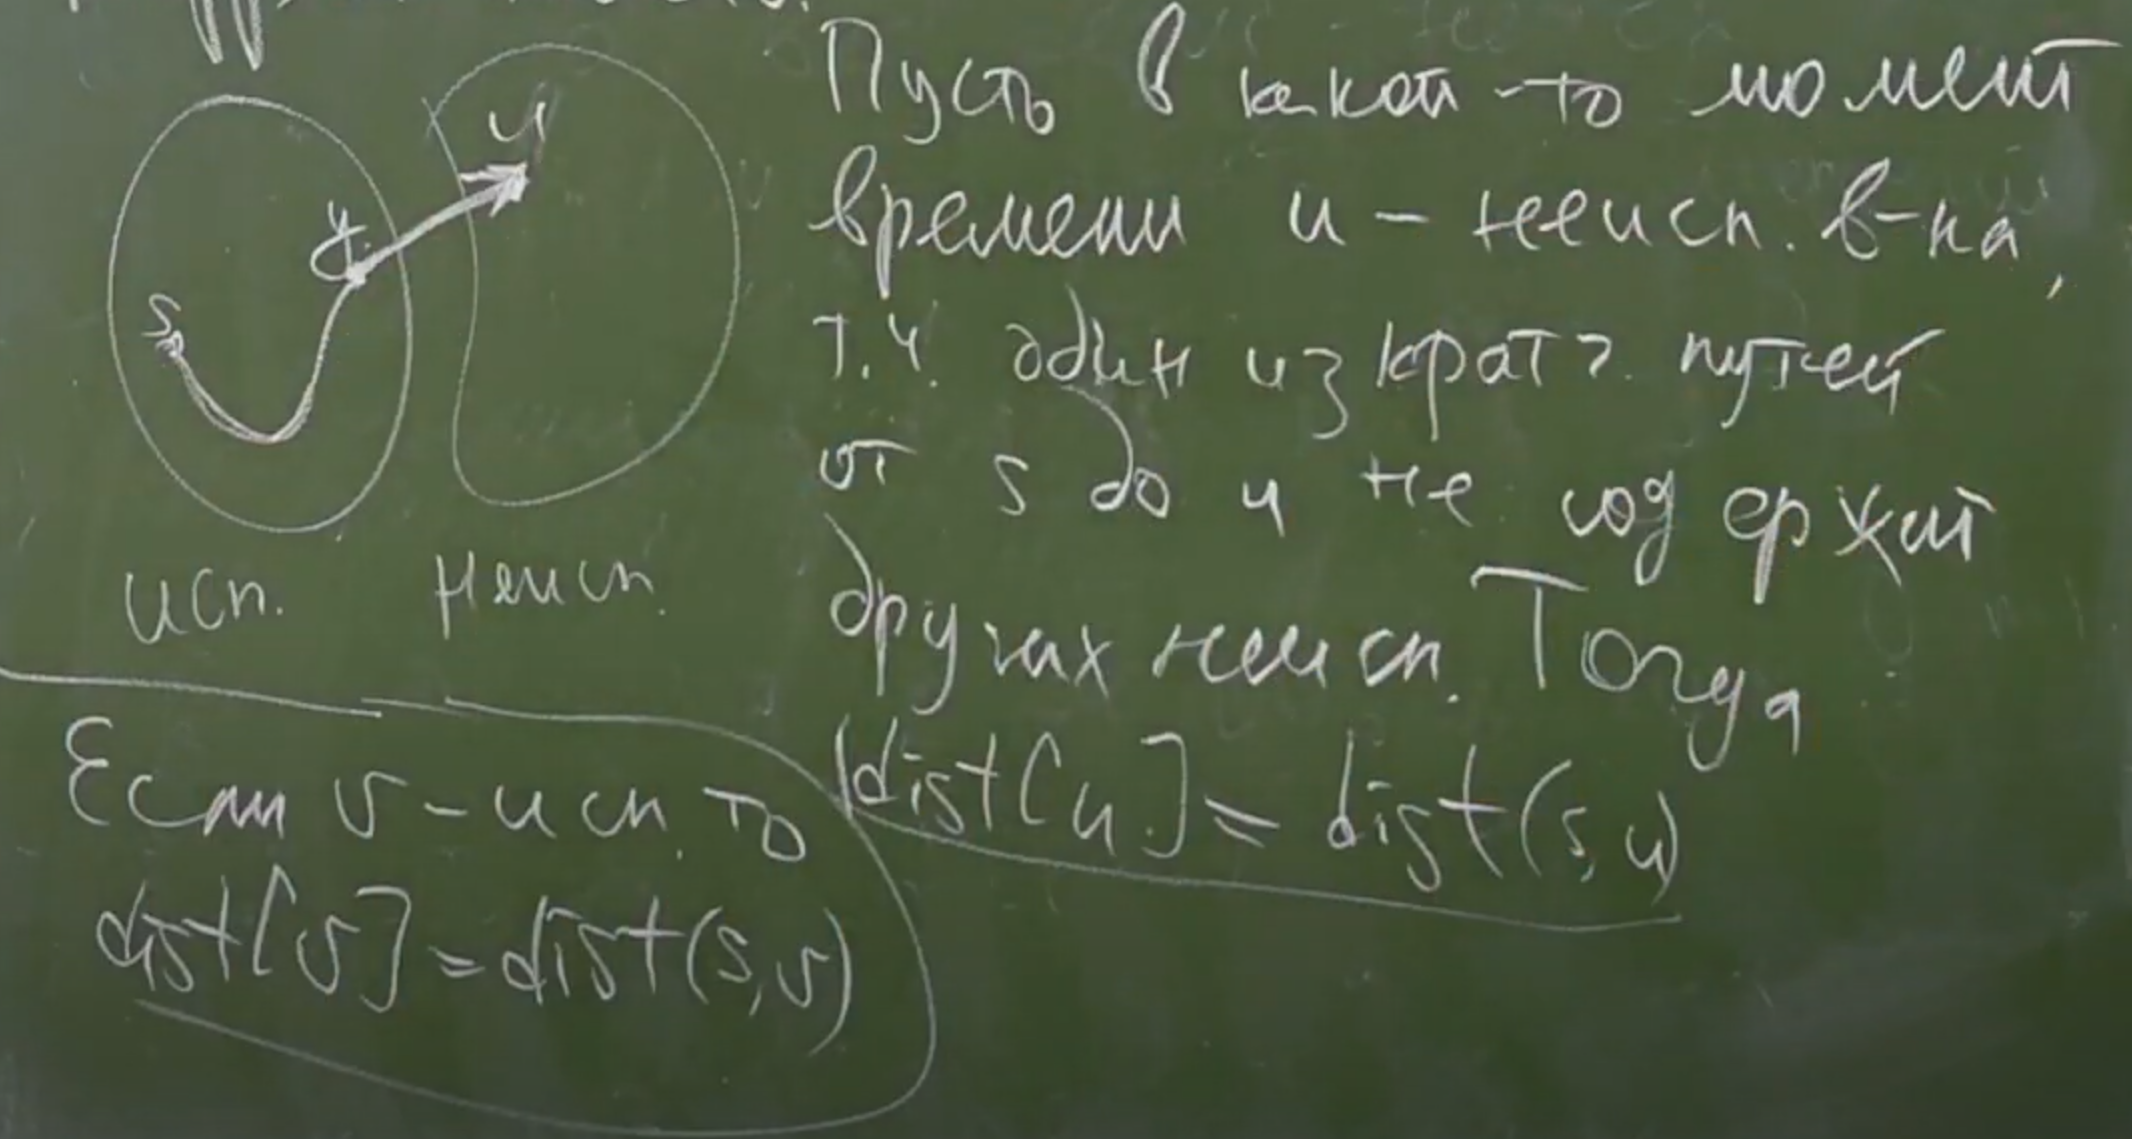 u
y
s
исп. неисп.
Пусть в какой-то момент
времени u - неисп. в-на,
т.ч. один из кратч. путей
от s до u не содержит
других неисп. Тогда
dist[u] = dist(s,u)
Если v - исп. то
dist[v] = dist(s,v)